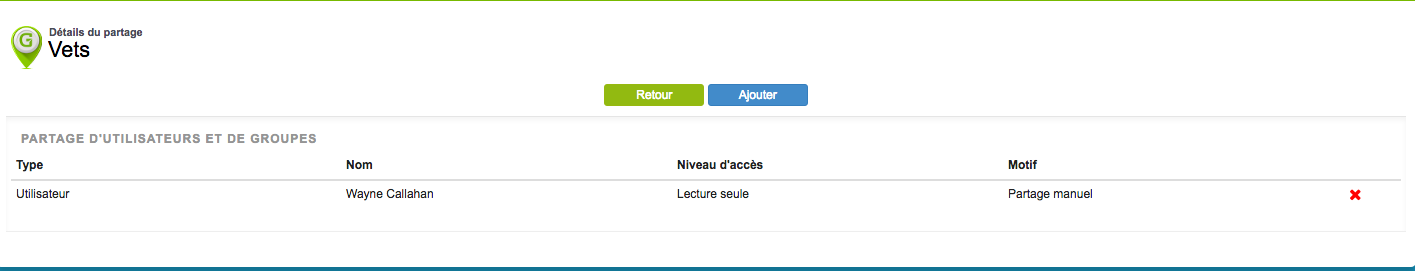 Détails du partage
G
Vets
Retour Ajouter
PARTAGE D'UTILISATEURS ET DE GROUPES
Type Nom Niveau d'accès Motif
Utilisateur Wayne Callahan Lecture seule Partage manuel